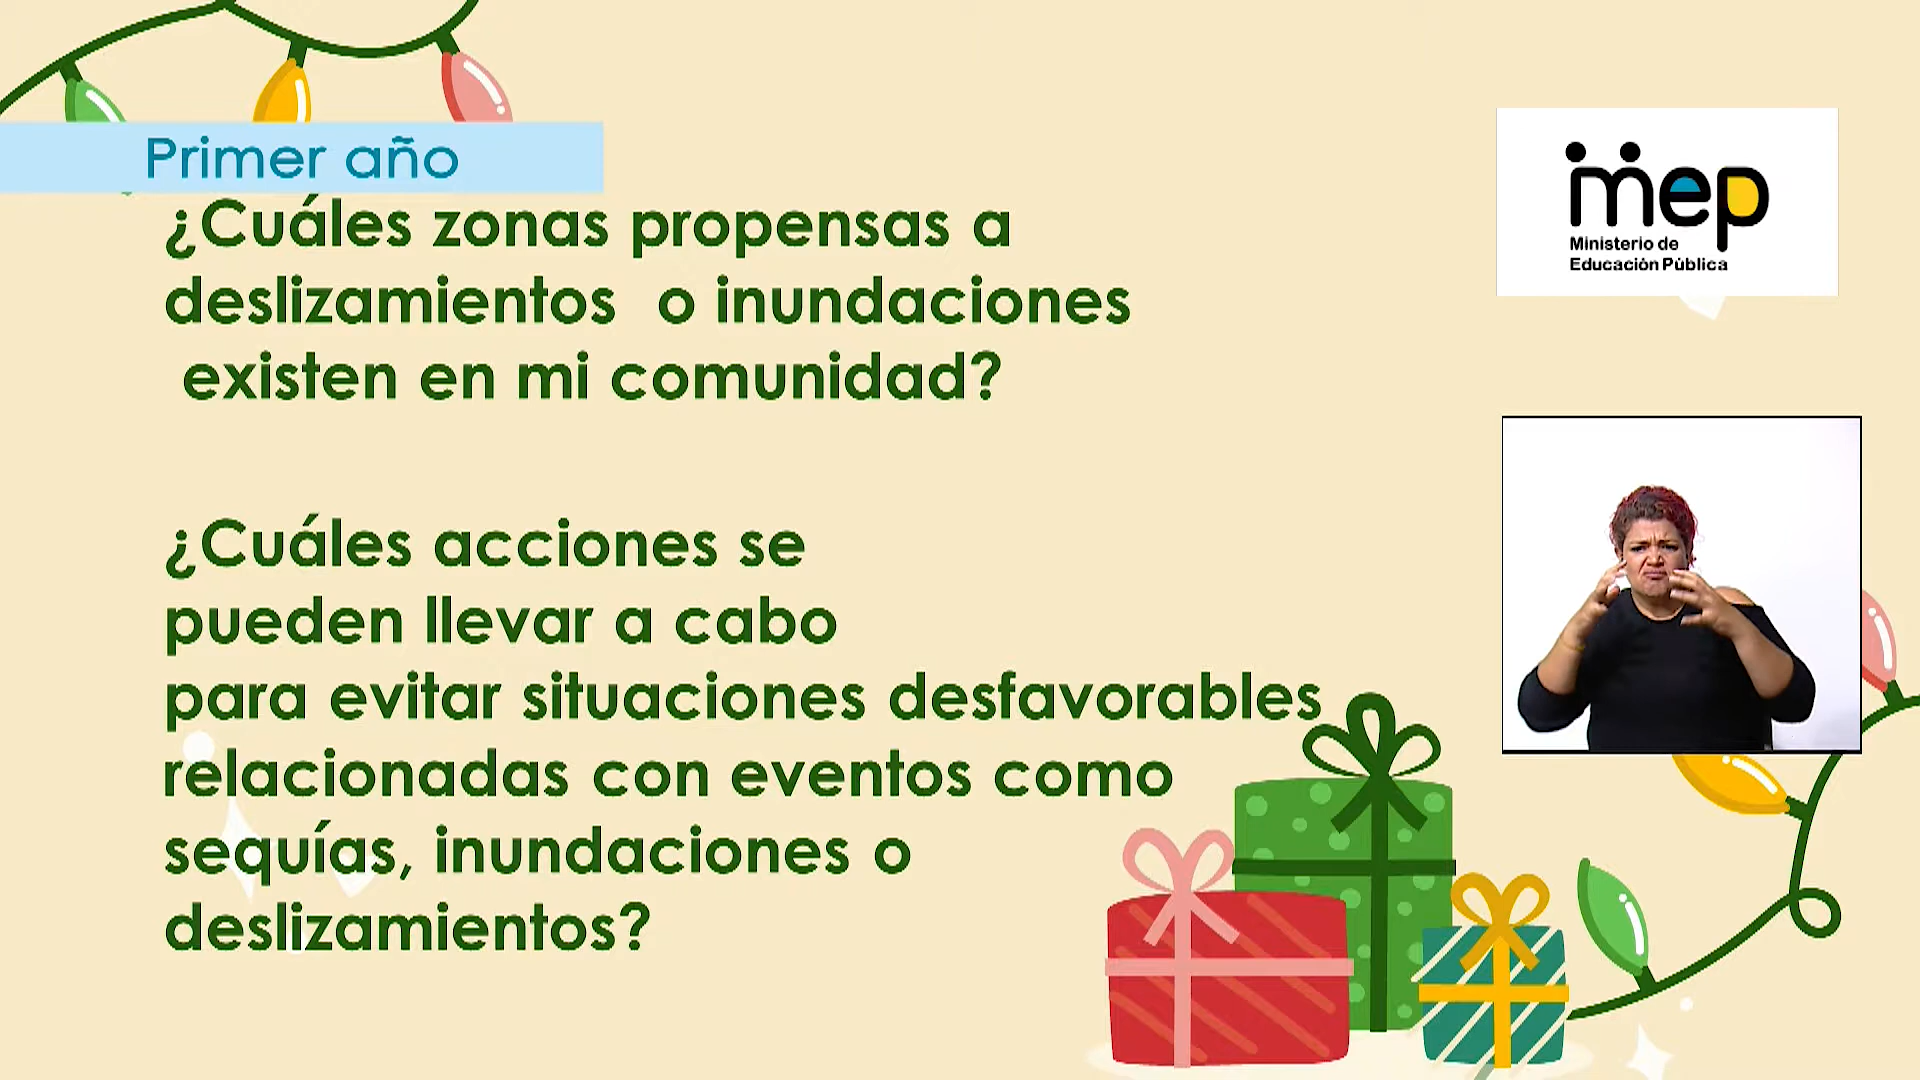 Primer año
¿Cuáles zonas propensas a
deslizamientos o inundaciones
existen en mi comunidad?
¿Cuáles acciones se
pueden llevar a cabo
para evitar situaciones desfavorables
relacionadas con eventos como
sequías, inundaciones o
deslizamientos?
mep
Ministerio de
Educación Pública